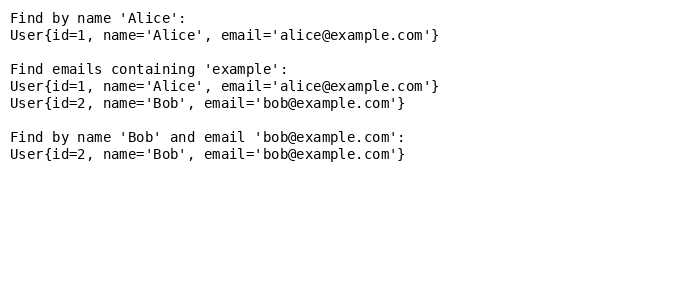 Find by name 'Alice':
User{id=1, name='Alice', email='alice@example.com'}
Find emails containing 'example':
User{id=1, name='Alice', email='alice@example.com'}
User{id=2, name='Bob', email='bob@example.com'}
Find by name 'Bob' and email 'bob@example.com':
User{id=2, name='Bob', email='bob@example.com'}